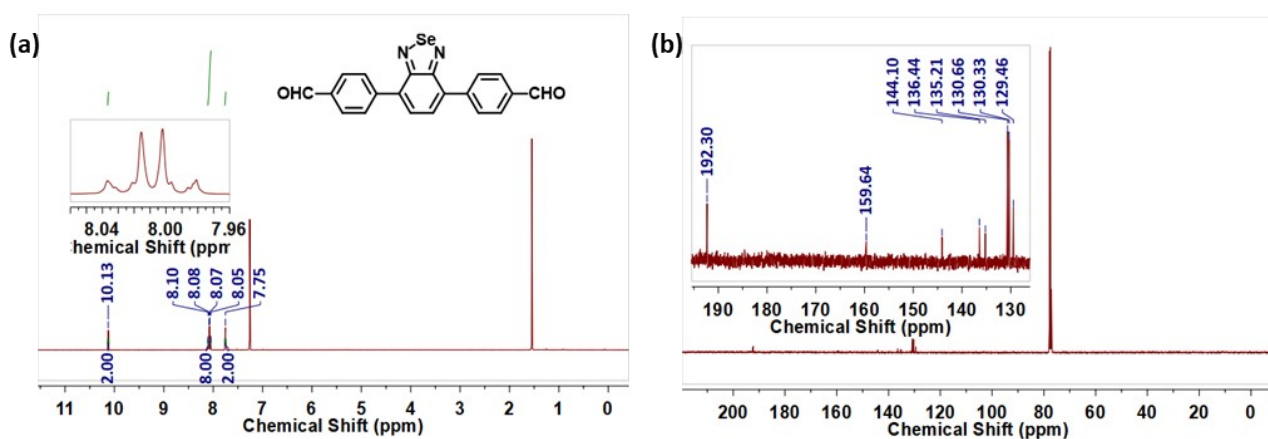 (a)
Se
N N
OHC
CHO
8.04 8.00 7.96
hemical Shift (ppm
10.13
8.10
8.08
8.07
8.05
7.75
2.00
8.00
2.00
11 10 9 8 7 6 5 4 3 2 1 0
Chemical Shift (ppm)
(b)
192.30
159.64
144.10
136.44
135.21
130.66
130.33
129.46
190 180 170 160 150 140 130
Chemical Shift (ppm)
200 180 160 140 120 100 80 60 40 20 0
Chemical Shift (ppm)